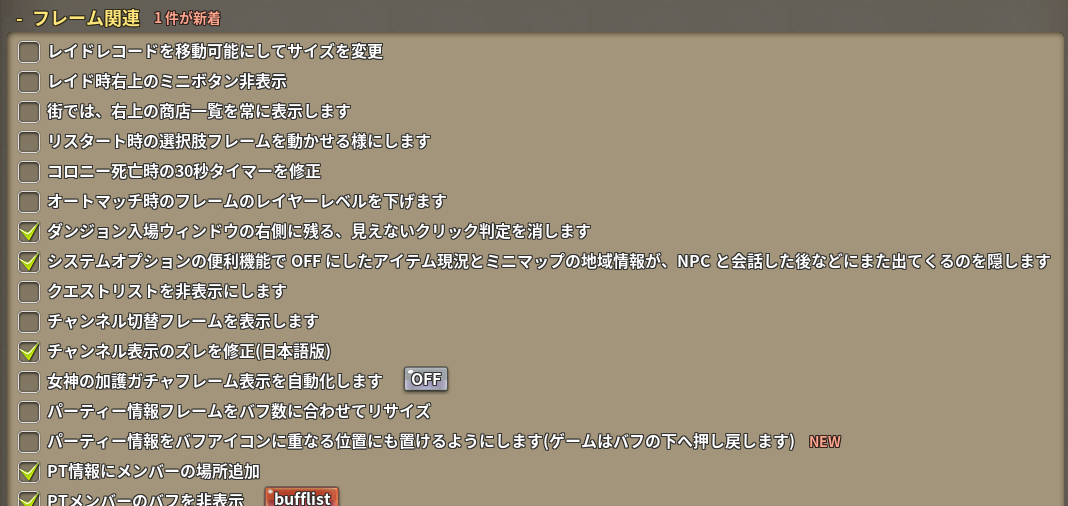 - フレーム関連 1件が新着
レイドレコードを移動可能にしてサイズを変更
レイド時右上のミニボタン非表示
街では、右上の商店一覧を常に表示します
リスタート時の選択肢フレームを動かせる様にします
コロニー死亡時の30秒タイマーを修正
オートマッチ時のフレームのレイヤーレベルを下げます
ダンジョン入場ウィンドウの右側に残る、見えないクリック判定を消します
システムオプションの便利機能で OFF にしたアイテム現況とミニマップの地域情報が、NPC と会話した後などにまた出てくるのを隠します
クエストリストを非表示にします
チャンネル切替フレームを表示します
チャンネル表示のズレを修正(日本語版)
女神の加護ガチャフレーム表示を自動化します OFF
パーティー情報フレームをバフ数に合わせてリサイズ
パーティー情報をバフアイコンに重なる位置にも置けるようにします(ゲームはバフの下へ押し戻します) NEW
PT情報にメンバーの場所追加
PTメンバーのバフを非表示 bufflist